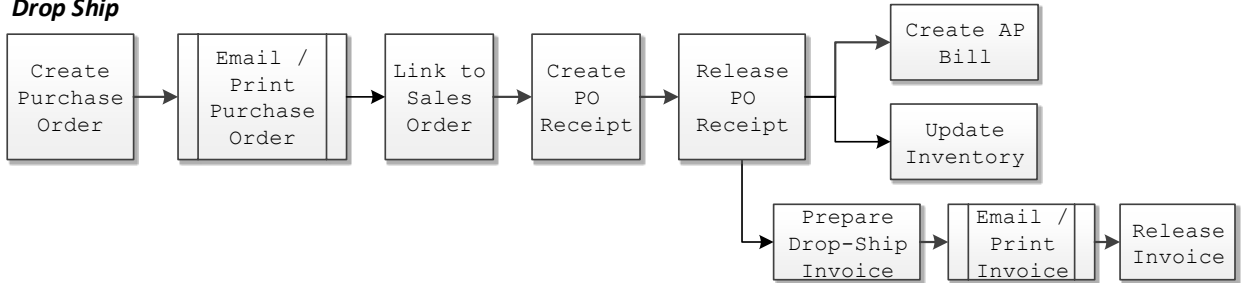 Drop Ship
Create
Purchase
Order
Email /
Print
Purchase
Order
Link to
Sales
Order
Create
PO
Receipt
Release
PO
Receipt
Create AP
Bill
Update
Inventory
Prepare
Drop-Ship
Invoice
Email /
Print
Invoice
Release
Invoice